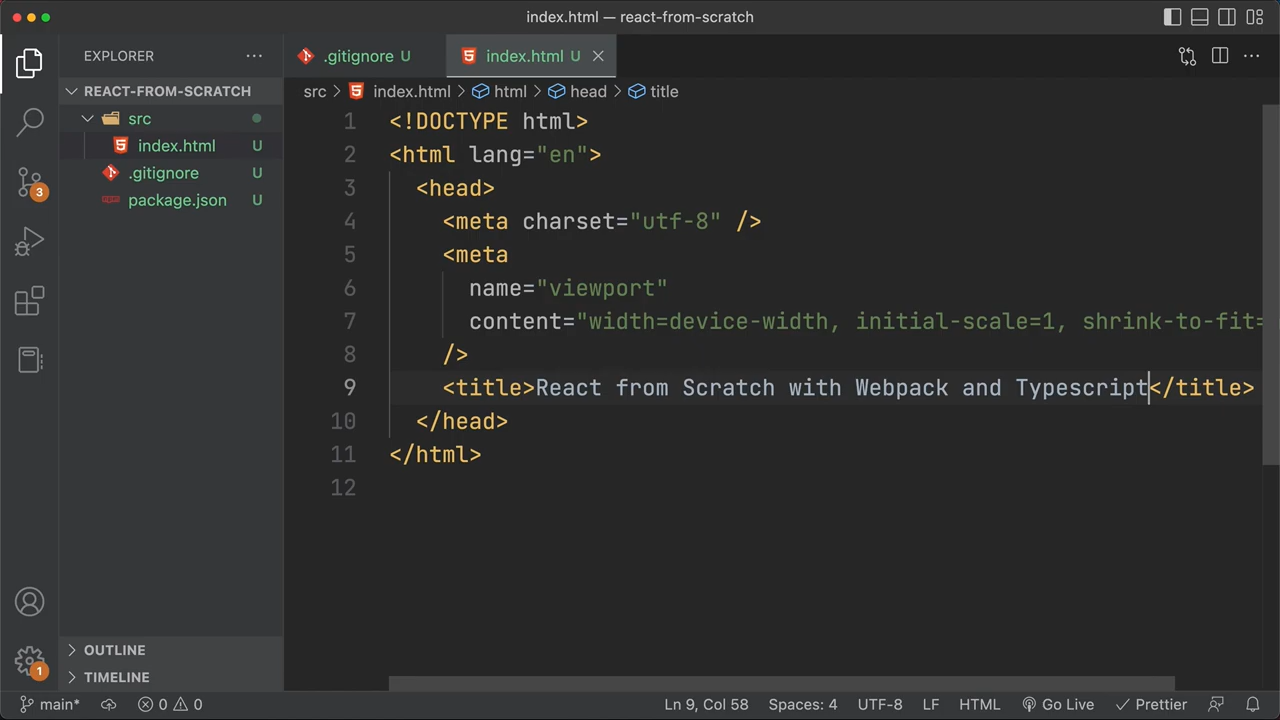 index.html — react-from-scratch
EXPLORER
.gitignore U
index.html U
REACT-FROM-SCRATCH
src
index.html U
.gitignore U
package.json U
src > index.html > html > head > title
1 <!DOCTYPE html>
2 <html lang="en">
3 <head>
4 <meta charset="utf-8" />
5 <meta
6 name="viewport"
7 content="width=device-width, initial-scale=1, shrink-to-fit=
8 />
9 <title>React from Scratch with Webpack and Typescript</title>
10 </head>
11 </html>
12
3
1
OUTLINE
TIMELINE
main* 0 0 Ln 9, Col 58 Spaces: 4 UTF-8 LF HTML Go Live Prettier